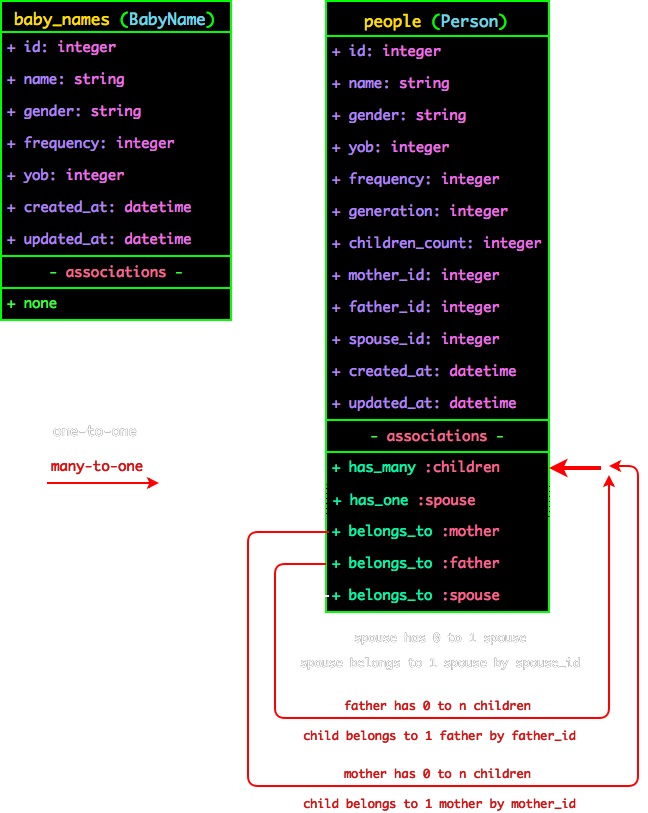 baby_names (BabyName)
+ id: integer
+ name: string
+ gender: string
+ frequency: integer
+ yob: integer
+ created_at: datetime
+ updated_at: datetime
- associations -
+ none
people (Person)
+ id: integer
+ name: string
+ gender: string
+ yob: integer
+ frequency: integer
+ generation: integer
+ children_count: integer
+ mother_id: integer
+ father_id: integer
+ spouse_id: integer
+ created_at: datetime
+ updated_at: datetime
- associations -
+ has_many :children
+ has_one :spouse
+ belongs_to :mother
+ belongs_to :father
+ belongs_to :spouse
one-to-one
many-to-one
spouse has 0 to 1 spouse
spouse belongs to 1 spouse by spouse_id
father has 0 to n children
child belongs to 1 father by father_id
mother has 0 to n children
child belongs to 1 mother by mother_id